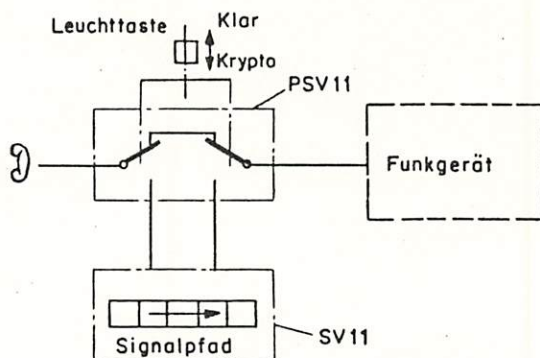 Klar
Leuchttaste
Krypto
PSV11
Funkgerät
SV11
Signalpfad